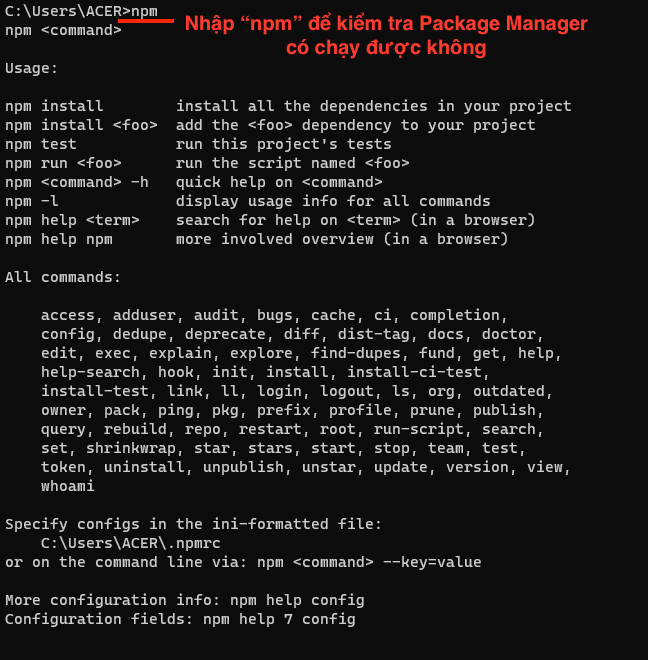 C:\Users\ACER>npm
Nhập “npm” để kiểm tra Package Manager
có chạy được không
npm <command>
Usage:
npm install        install all the dependencies in your project
npm install <foo>  add the <foo> dependency to your project
npm test           run this project's tests
npm run <foo>      run the script named <foo>
npm <command> -h   quick help on <command>
npm -l             display usage info for all commands
npm help <term>    search for help on <term> (in a browser)
npm help npm       more involved overview (in a browser)
All commands:
access, adduser, audit, bugs, cache, ci, completion,
config, dedupe, deprecate, diff, dist-tag, docs, doctor,
edit, exec, explain, explore, find-dupes, fund, get, help,
help-search, hook, init, install, install-ci-test,
install-test, link, ll, login, logout, ls, org, outdated,
owner, pack, ping, pkg, prefix, profile, prune, publish,
query, rebuild, repo, restart, root, run-script, search,
set, shrinkwrap, star, stars, start, stop, team, test,
token, uninstall, unpublish, unstar, update, version, view,
whoami
Specify configs in the ini-formatted file:
C:\Users\ACER\.npmrc
or on the command line via: npm <command> --key=value
More configuration info: npm help config
Configuration fields: npm help 7 config